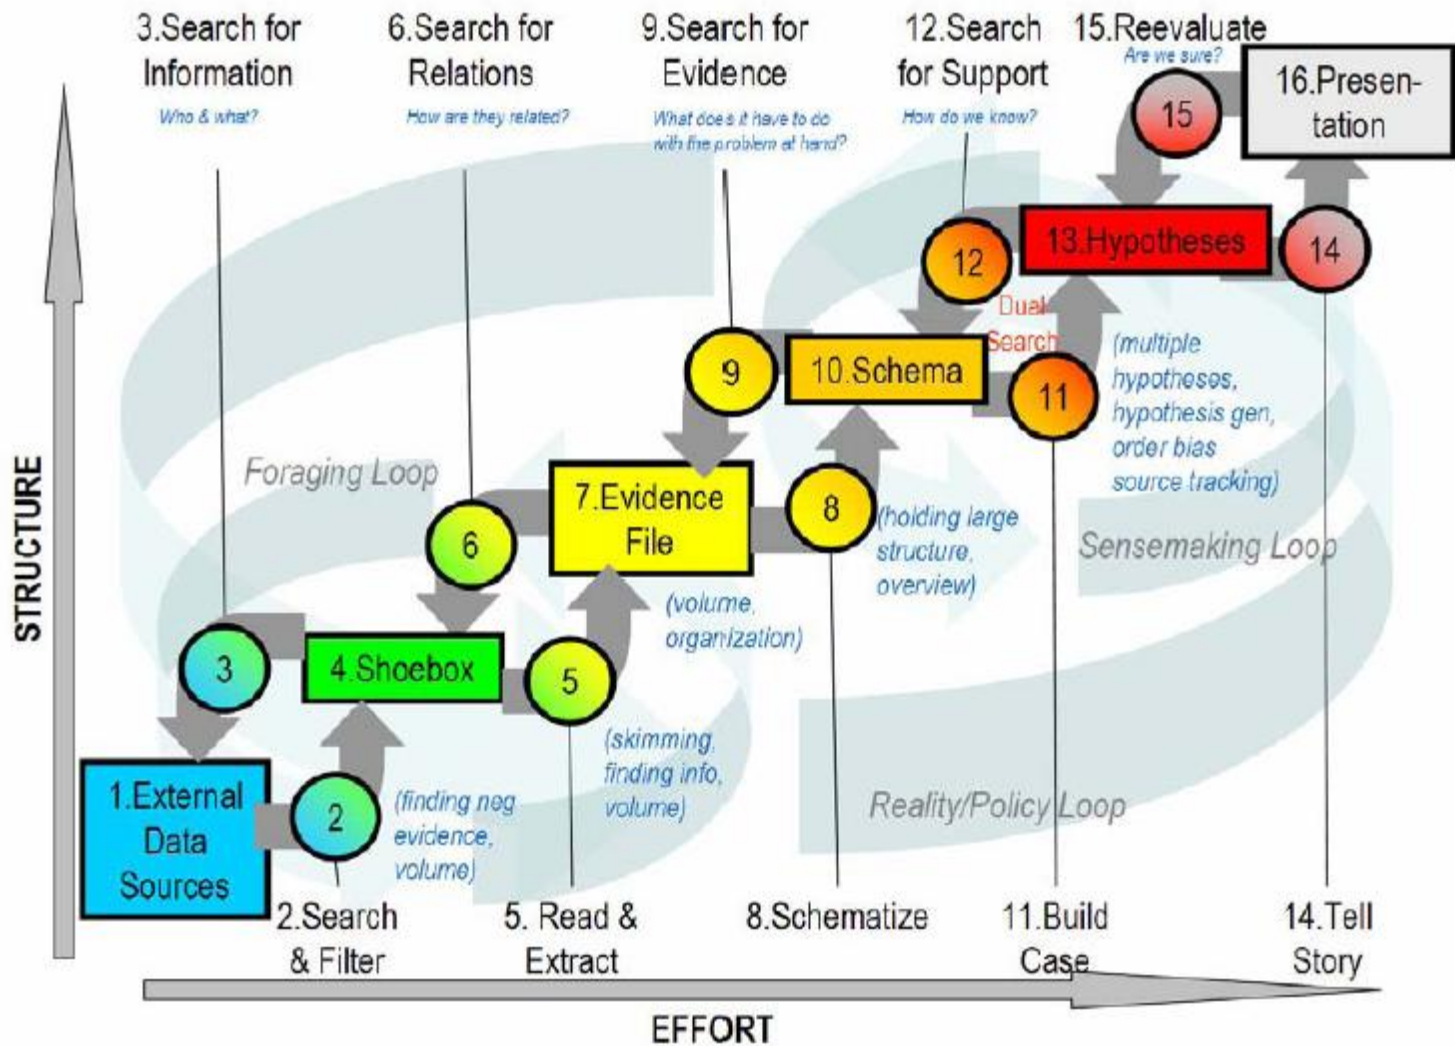 3.Search for
Information
Who & what?
6.Search for
Relations
How are they related?
9.Search for
Evidence
What does it have to do
with the problem at hand?
12.Search
for Support
How do we know?
15.Reevaluate
Are we sure?
16.Presen-
tation
15
13.Hypotheses
14
12
Dual
Search
(multiple
hypotheses,
hypothesis gen,
order bias
source tracking)
9
10.Schema
11
Foraging Loop
7.Evidence
File
8
(holding large
structure,
overview)
Sensemaking Loop
6
(volume,
organization)
3
4.Shoebox
5
(skimming,
finding info,
volume)
1.External
Data
Sources
2
(finding neg
evidence,
volume)
Reality/Policy Loop
2.Search
& Filter
5. Read &
Extract
8.Schematize
11.Build
Case
14.Tell
Story
STRUCTURE
EFFORT